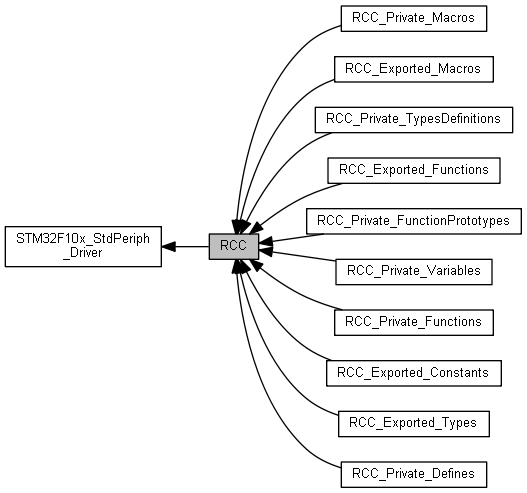 RCC_Private_Macros
RCC_Exported_Macros
RCC_Private_TypesDefinitions
RCC_Exported_Functions
RCC_Private_FunctionPrototypes
STM32F10x_StdPeriph
_Driver
RCC
RCC_Private_Variables
RCC_Private_Functions
RCC_Exported_Constants
RCC_Exported_Types
RCC_Private_Defines